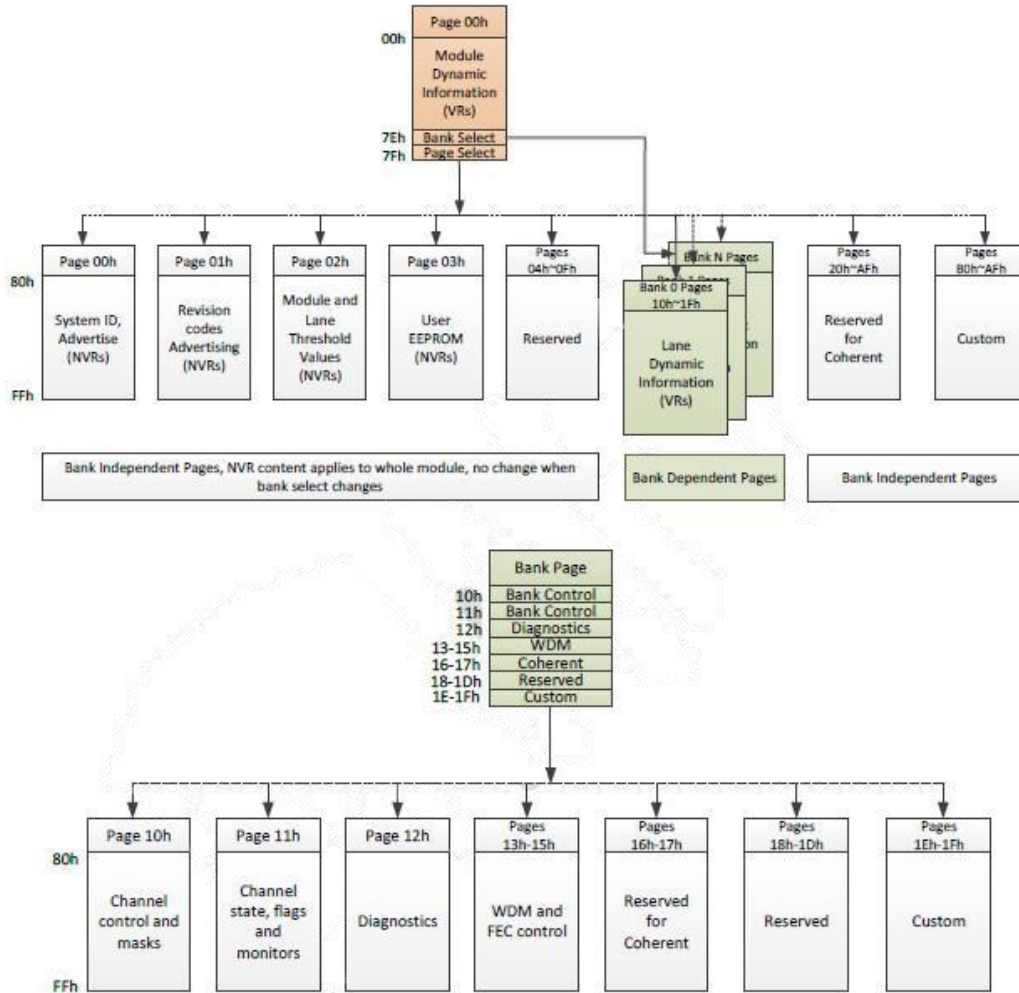 Page 00h
00h
Module
Dynamic
Information
(VRs)
7Eh
Bank Select
7Fh
Page Select
Page 00h
Page 01h
Page 02h
Page 03h
Pages
04h~0Fh
Bank N Pages
Bank 0 Pages
10h~1Fh
Pages
20h~AFh
Pages
B0h~AFh
80h
System ID,
Advertise
(NVRs)
Revision
codes
Advertising
(NVRs)
Module and
Lane
Threshold
Values
(NVRs)
User
EEPROM
(NVRs)
Reserved
Lane
Dynamic
Information
(VRs)
Reserved
for
Coherent
Custom
FFh
Bank Independent Pages, NVR content applies to whole module, no change when
bank select changes
Bank Dependent Pages
Bank Independent Pages
Bank Page
10h
Bank Control
11h
Bank Control
12h
Diagnostics
13-15h
WDM
16-17h
Coherent
18-1Dh
Reserved
1E-1Fh
Custom
Page 10h
Page 11h
Page 12h
Pages
13h-15h
Pages
16h-17h
Pages
18h-1Dh
Pages
1Eh-1Fh
80h
Channel
control and
masks
Channel
state, flags
and
monitors
Diagnostics
WDM and
FEC control
Reserved
for
Coherent
Reserved
Custom
FFh